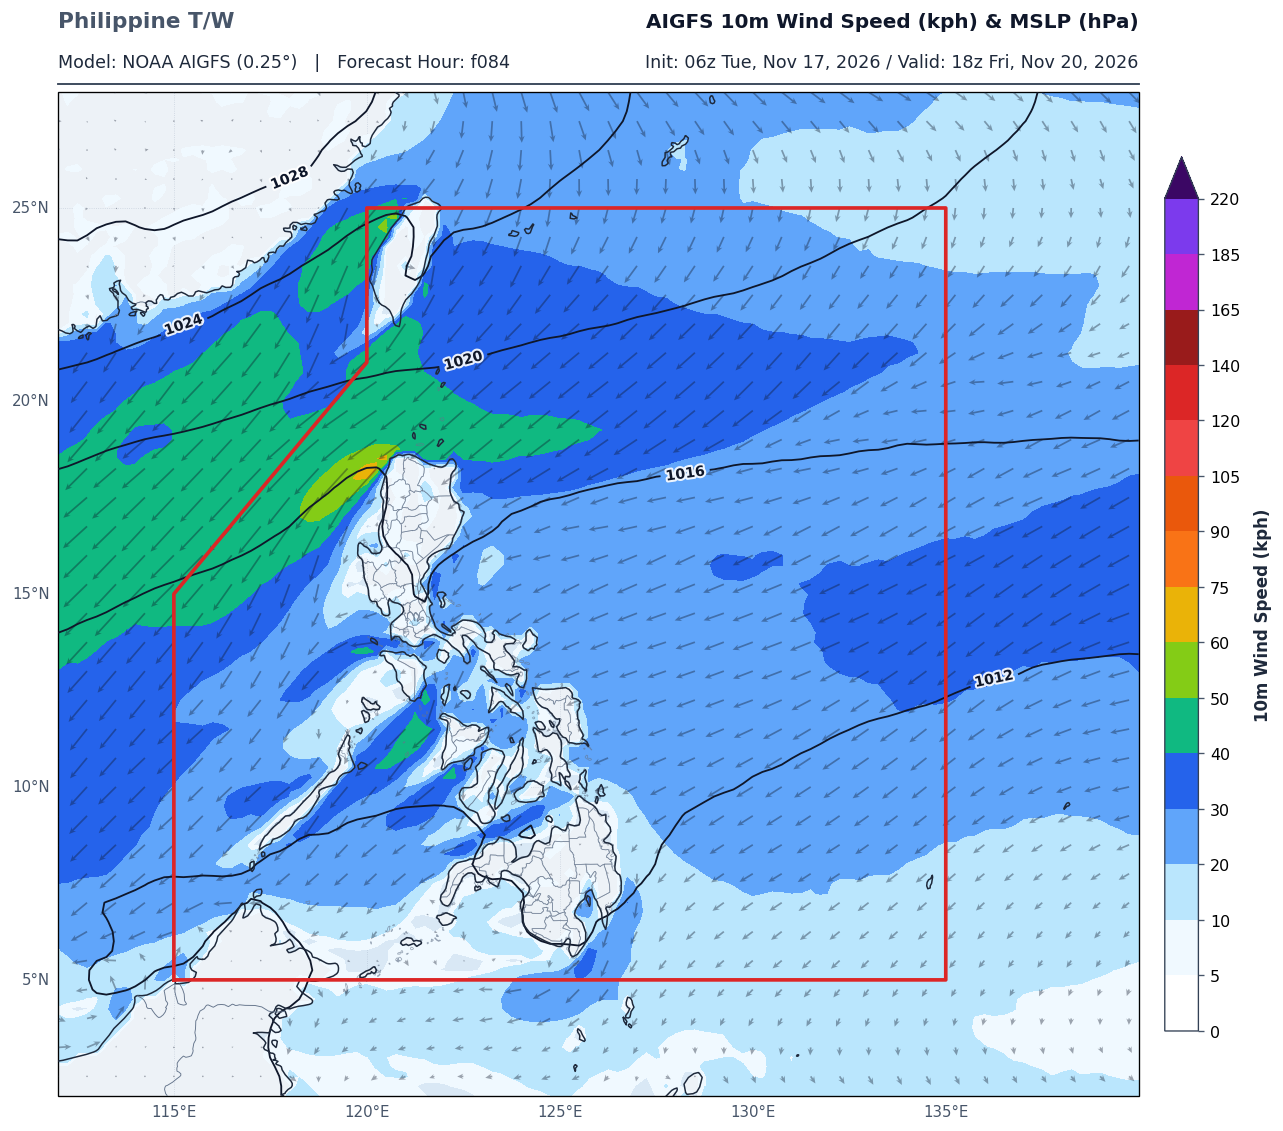 Philippine T/W
AIGFS 10m Wind Speed (kph) & MSLP (hPa)
Model: NOAA AIGFS (0.25°) | Forecast Hour: f084
Init: 06z Tue, Nov 17, 2026 / Valid: 18z Fri, Nov 20, 2026
1028
1024
1020
1016
1012
25°N
20°N
15°N
10°N
5°N
115°E
120°E
125°E
130°E
135°E
220
185
165
140
120
105
90
75
60
50
40
30
20
10
5
0
10m Wind Speed (kph)